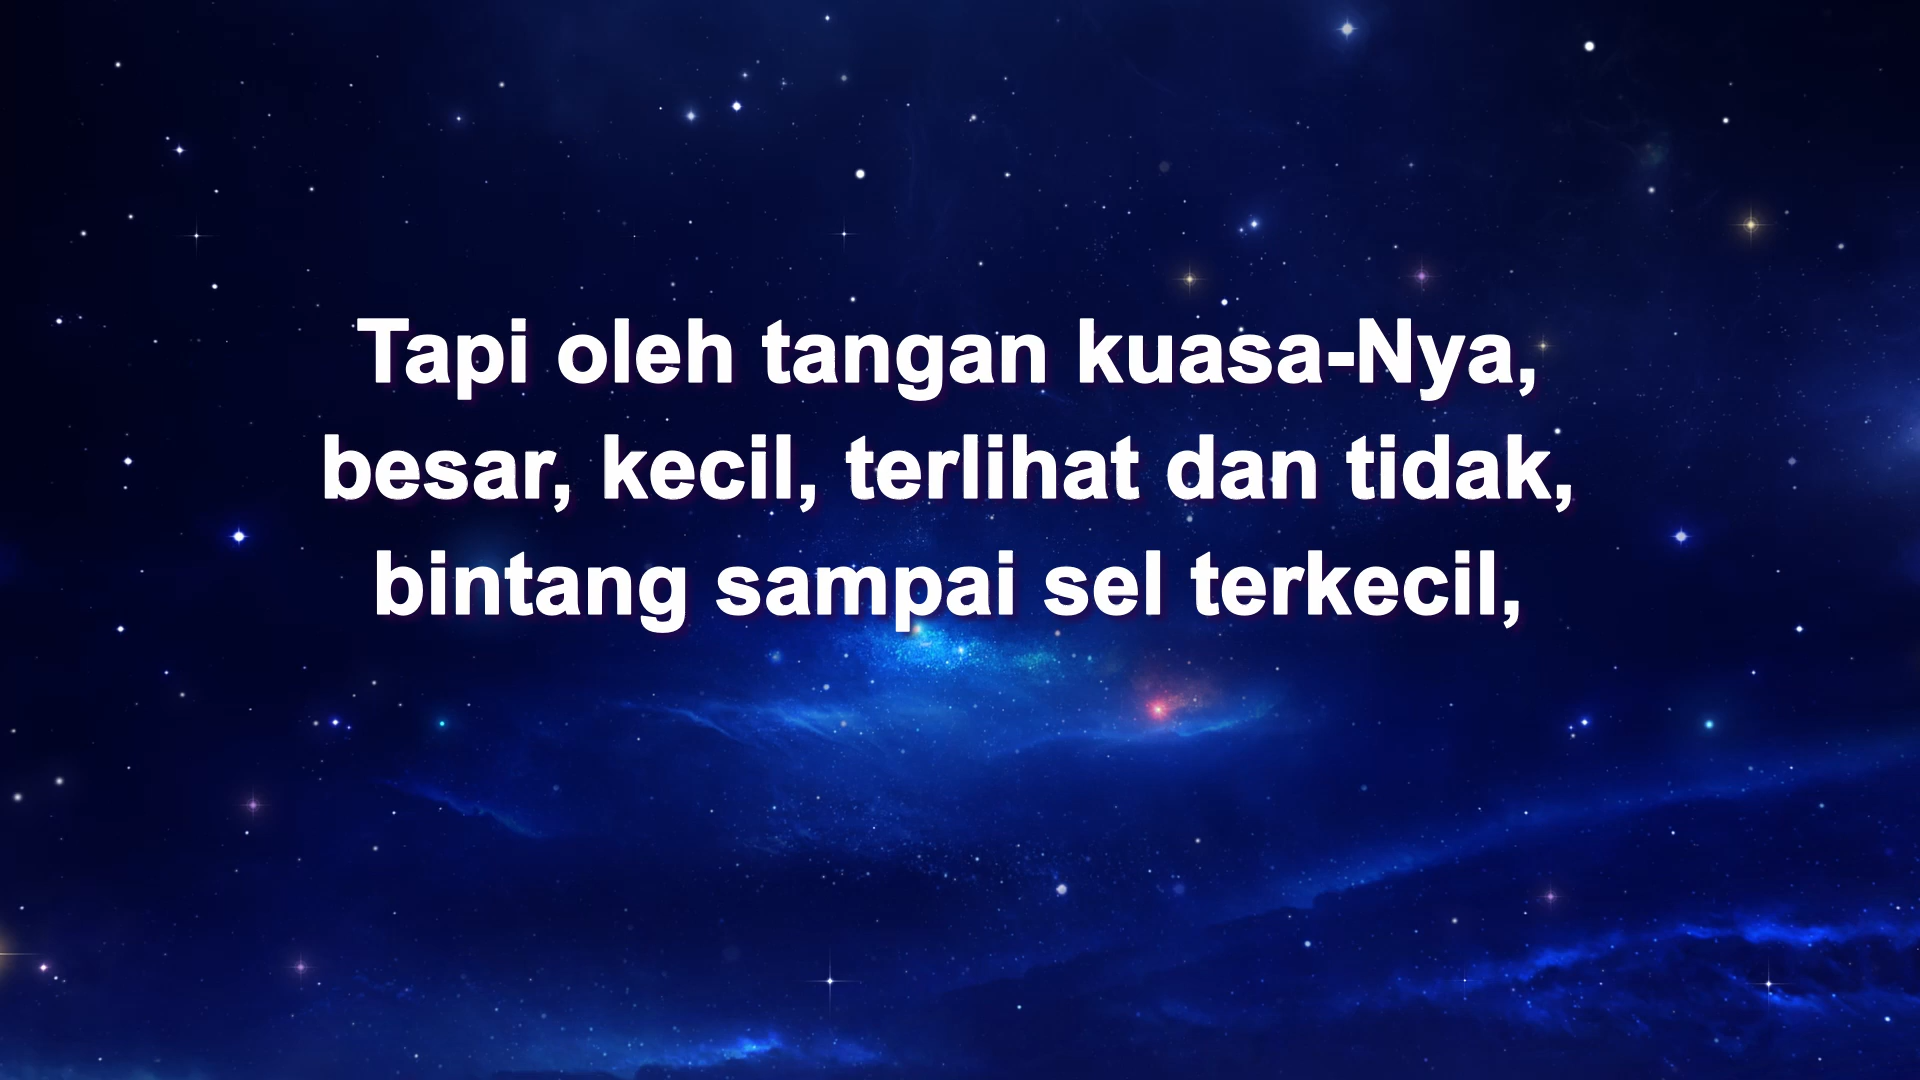 Tapi oleh tangan kuasa-Nya,
besar, kecil, terlihat dan tidak,
bintang sampai sel terkecil,